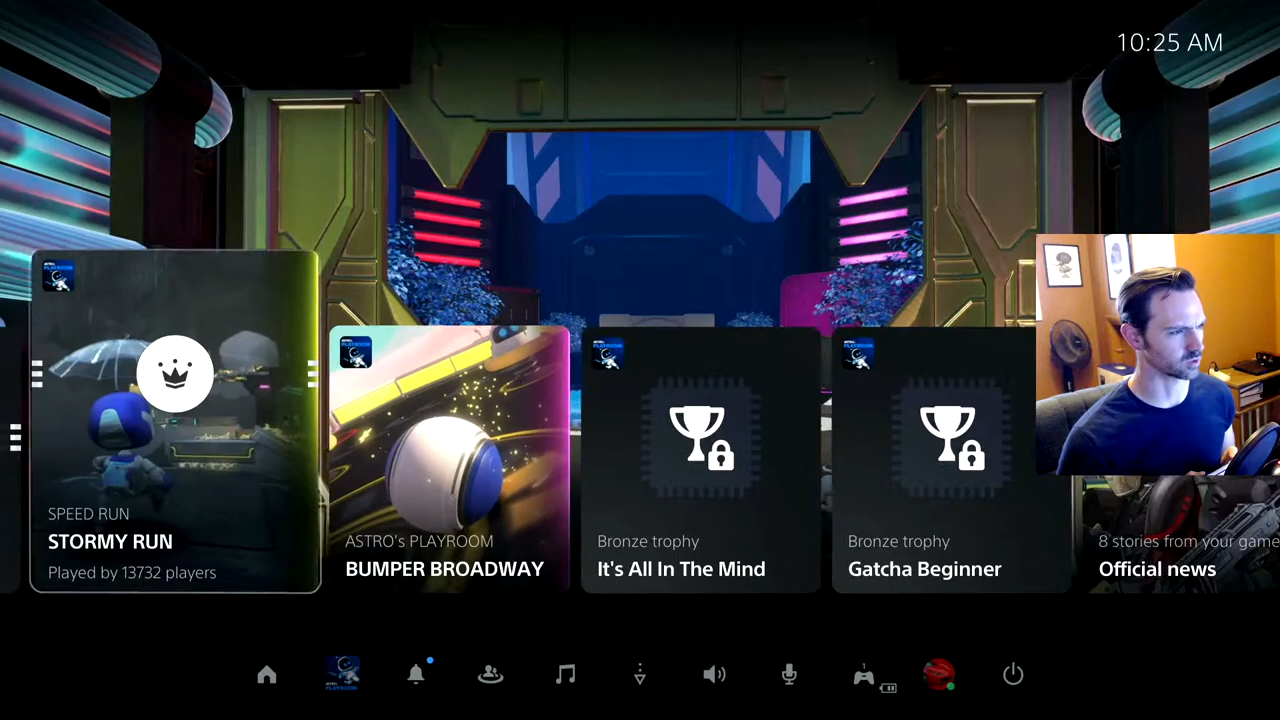 10:25 AM
SPEED RUN
STORMY RUN
Played by 13732 players
ASTRO's PLAYROOM
BUMPER BROADWAY
Bronze trophy
It's All In The Mind
Bronze trophy
Gatcha Beginner
8 stories from your game
Official news
1